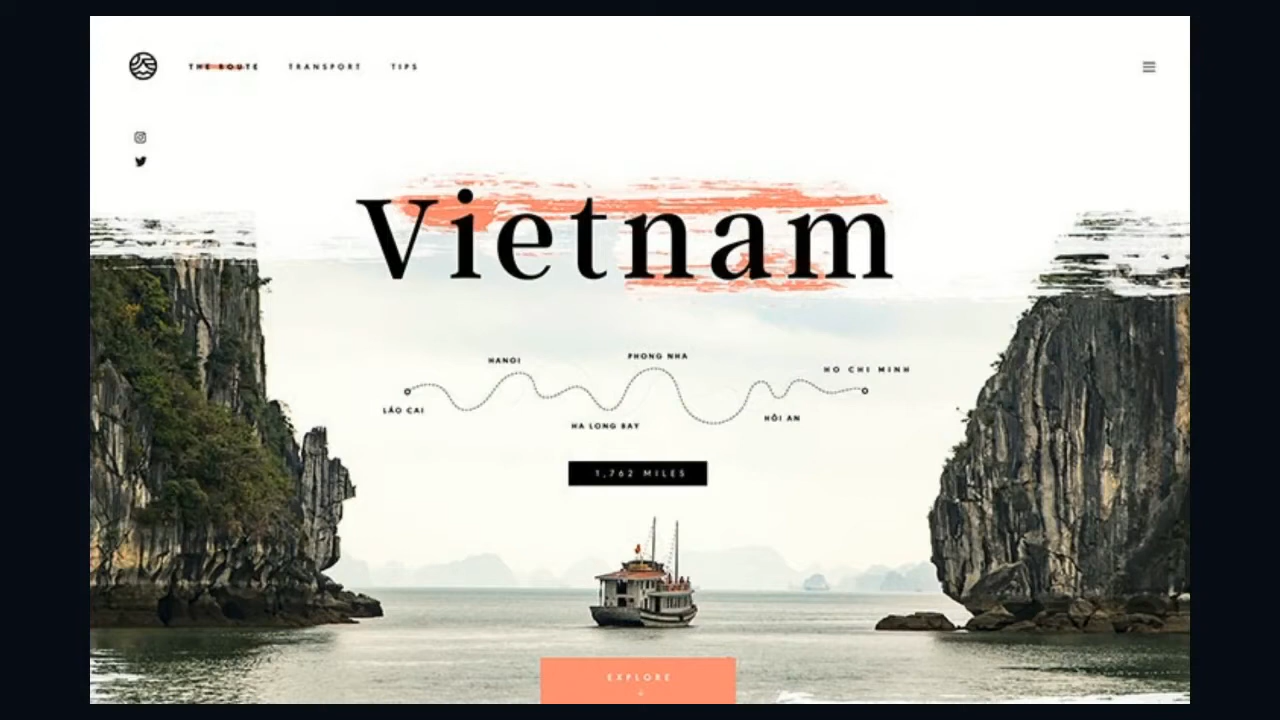 THE ROUTE TRANSPORT TIPS
Vietnam
HANOI
PHONG NHA
HO CHI MINH
LÃO CAI
HA LONG BAY
HỘI AN
1,762 MILES
EXPLORE